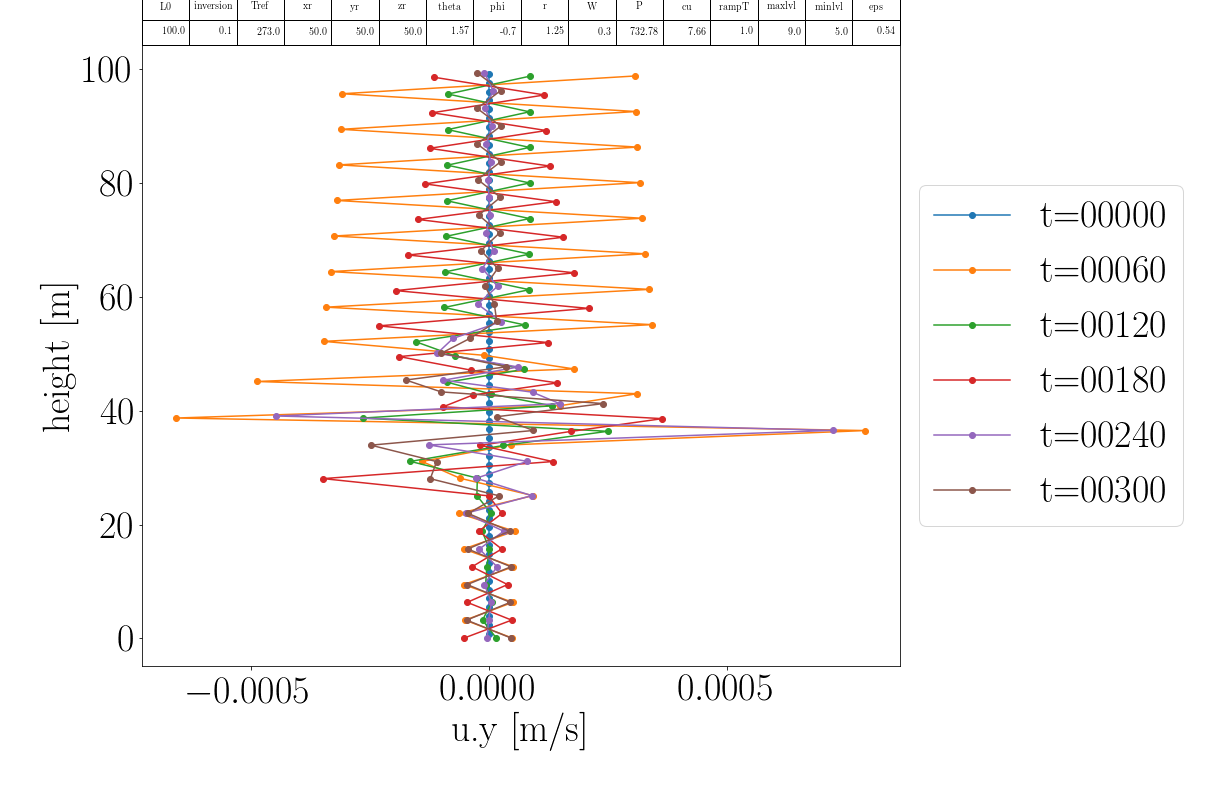 L0 inversion Tref xr yr zr theta phi r W P cu rampT maxlvl minlvl eps
100.0 0.1 273.0 50.0 50.0 50.0 1.57 -0.7 1.25 0.3 732.78 7.66 1.0 9.0 5.0 0.54
100
80
60
40
20
0
height [m]
−0.0005 0.0000 0.0005
u.y [m/s]
t=00000
t=00060
t=00120
t=00180
t=00240
t=00300